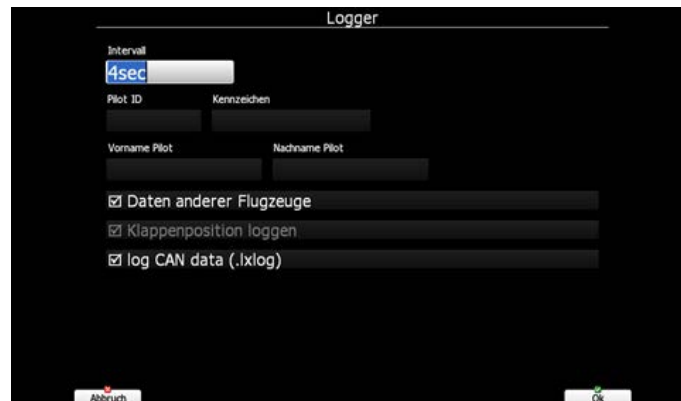 Logger
Intervall
4sec
Pilot ID Kennzeichen
Vorname Pilot Nachname Pilot
Daten anderer Flugzeuge
Klappenposition loggen
log CAN data (.lxlog)
Abbruch Ok